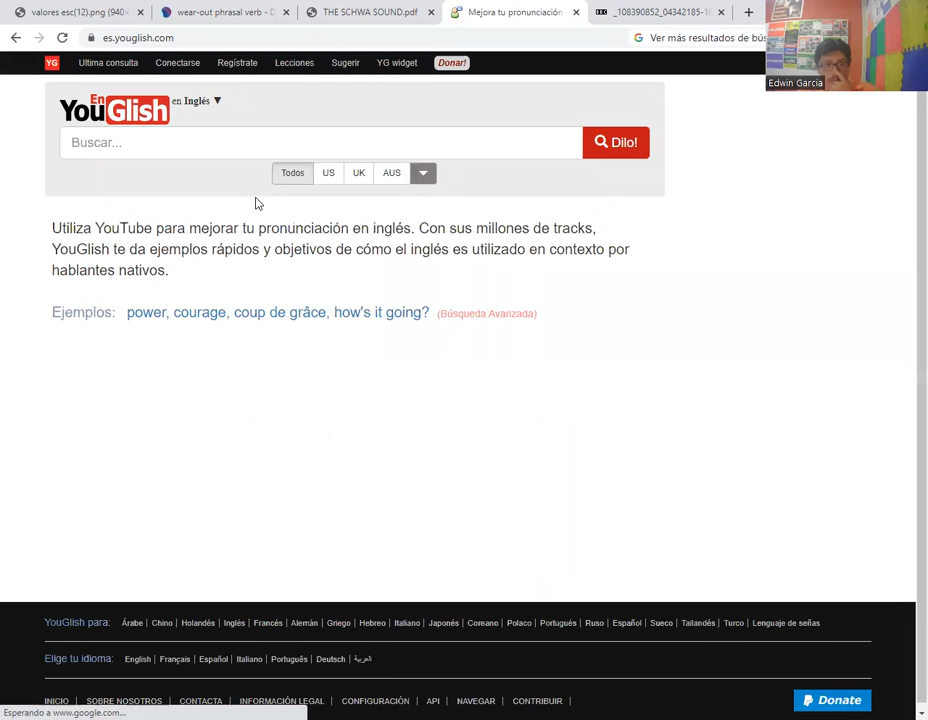 valores esc(12).png (940×
wear-out phrasal verb - D
THE SCHWA SOUND.pdf
Mejora tu pronunciación
_108390852_04342185-1
es.youglish.com
Ver más resultados de bús
Edwin Garcia
YG
Ultima consulta
Conectarse
Regístrate
Lecciones
Sugerir
YG widget
Donar!
En
YouGlish
en Inglés ▼
Buscar...
Dilo!
Todos
US
UK
AUS
Utiliza YouTube para mejorar tu pronunciación en inglés. Con sus millones de tracks,
YouGlish te da ejemplos rápidos y objetivos de cómo el inglés es utilizado en contexto por
hablantes nativos.
Ejemplos: power, courage, coup de grâce, how's it going? (Búsqueda Avanzada)
YouGlish para: Árabe | Chino | Holandés | Inglés | Francés | Alemán | Griego | Hebreo | Italiano | Japonés | Coreano | Polaco | Portugués | Ruso | Español | Sueco | Tailandés | Turco | Lenguaje de señas
Elige tu idioma: English | Français | Español | Italiano | Português | Deutsch | العربية
INICIO | SOBRE NOSOTROS | CONTACTA | INFORMACIÓN LEGAL | CONFIGURACIÓN | API | NAVEGAR | CONTRIBUIR |
Donate
Esperando a www.google.com...